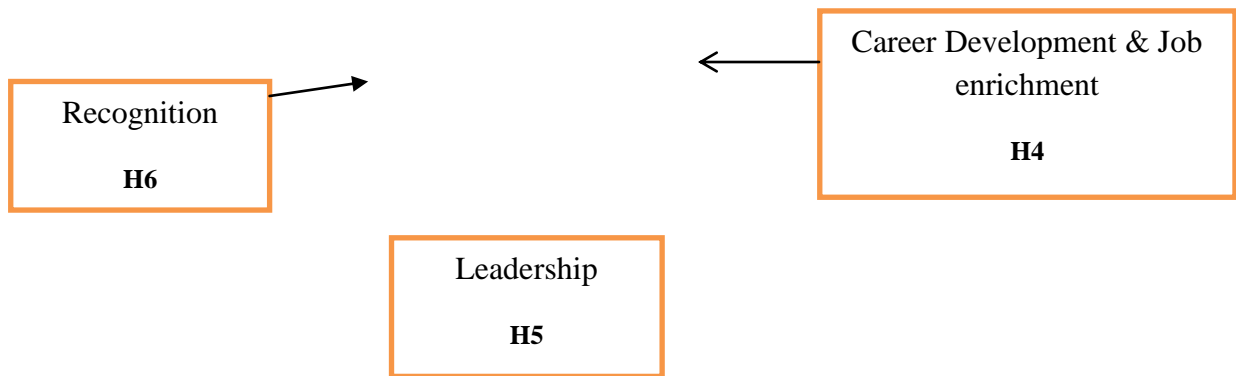 Career Development & Job
enrichment
H4
Recognition
H6
Leadership
H5